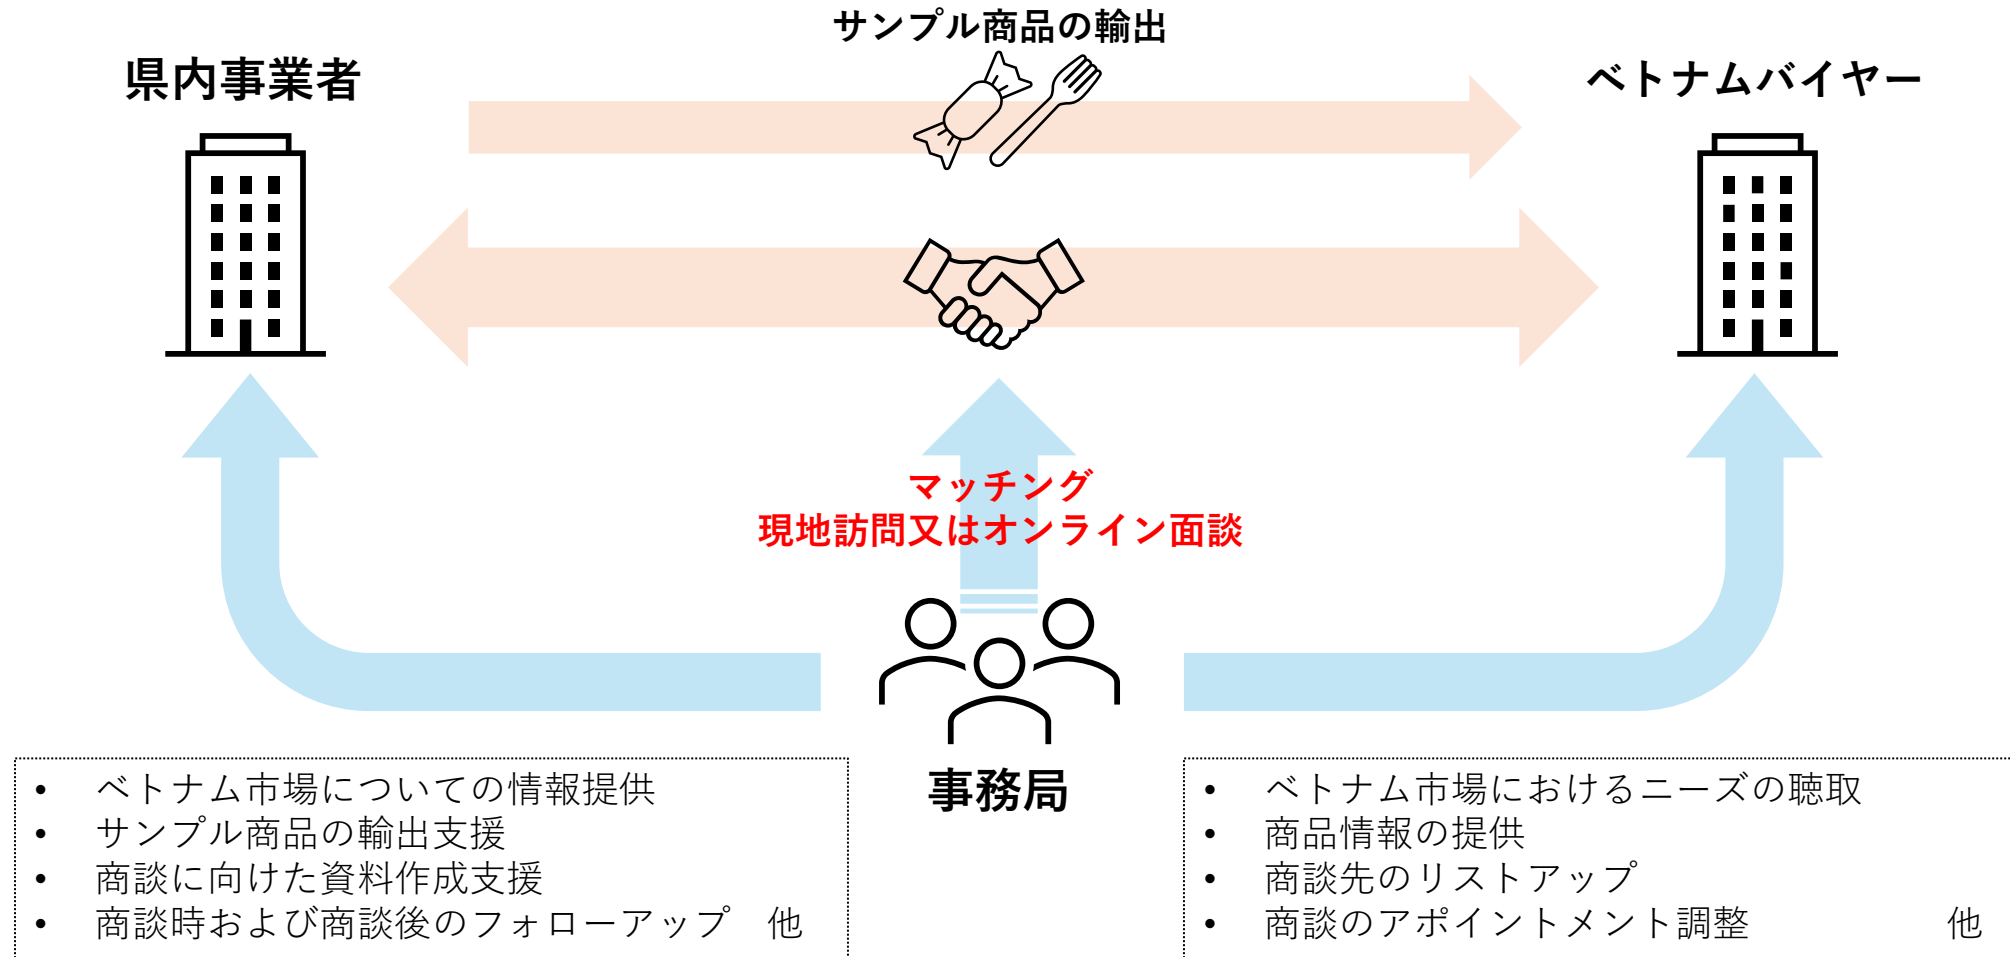 サンプル商品の輸出
県内事業者
ベトナムバイヤー
マッチング
現地訪問又はオンライン面談
事務局
• ベトナム市場についての情報提供
• サンプル商品の輸出支援
• 商談に向けた資料作成支援
• 商談時および商談後のフォローアップ　他
• ベトナム市場におけるニーズの聴取
• 商品情報の提供
• 商談先のリストアップ
• 商談のアポイントメント調整　他